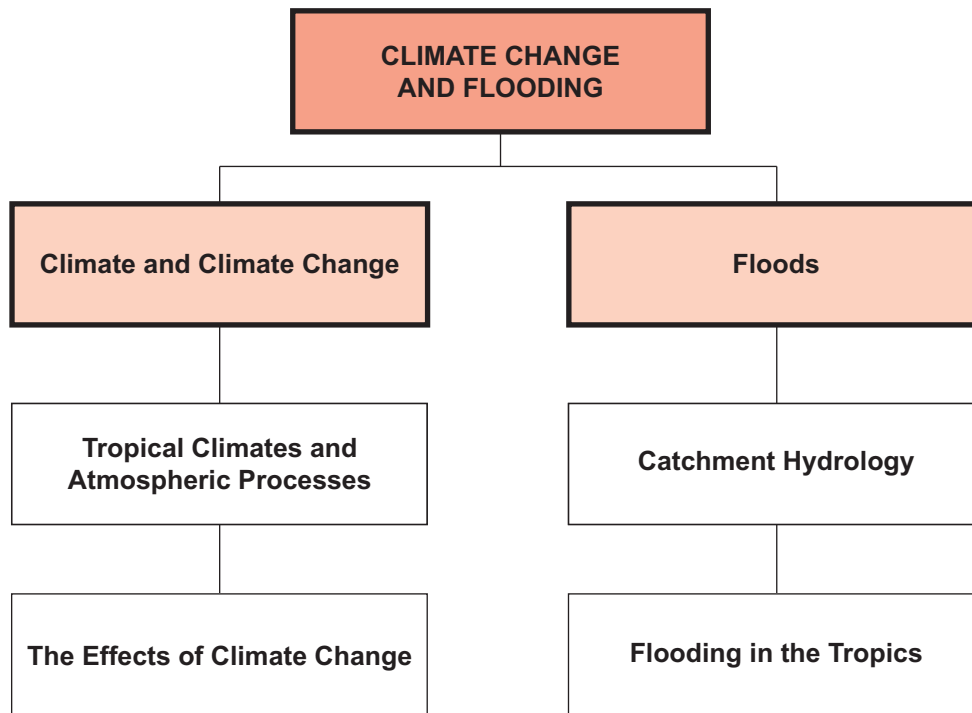 CLIMATE CHANGE
AND FLOODING
Climate and Climate Change
Floods
Tropical Climates and
Atmospheric Processes
Catchment Hydrology
The Effects of Climate Change
Flooding in the Tropics